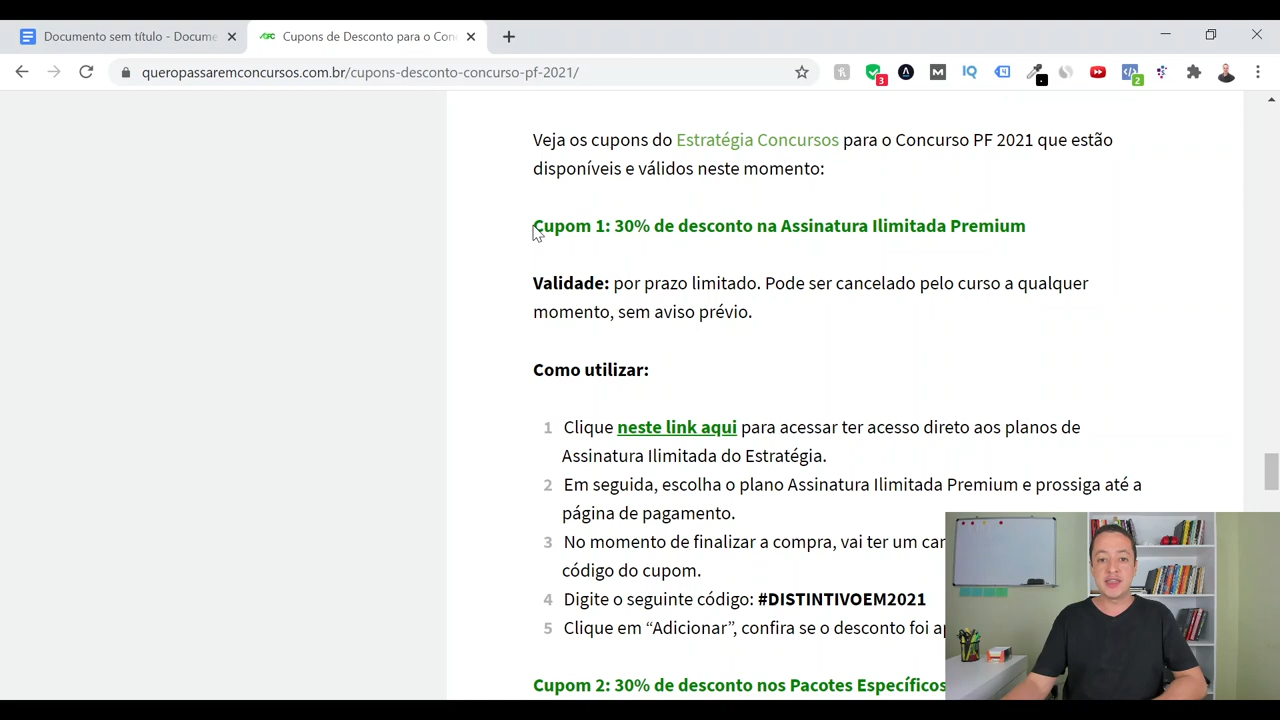 Documento sem título - Docume
Cupons de Desconto para o Con
queropassaremconcursos.com.br/cupons-desconto-concurso-pf-2021/
3
2
Veja os cupons do Estratégia Concursos para o Concurso PF 2021 que estão
disponíveis e válidos neste momento:
Cupom 1: 30% de desconto na Assinatura Ilimitada Premium
Validade: por prazo limitado. Pode ser cancelado pelo curso a qualquer
momento, sem aviso prévio.
Como utilizar:
1 Clique neste link aqui para acessar ter acesso direto aos planos de
Assinatura Ilimitada do Estratégia.
2 Em seguida, escolha o plano Assinatura Ilimitada Premium e prossiga até a
página de pagamento.
3 No momento de finalizar a compra, vai ter um
código do cupom.
4 Digite o seguinte código: #DISTINTIVOEM2021
5 Clique em “Adicionar”, confira se o desconto foi
Cupom 2: 30% de desconto nos Pacotes Específicos